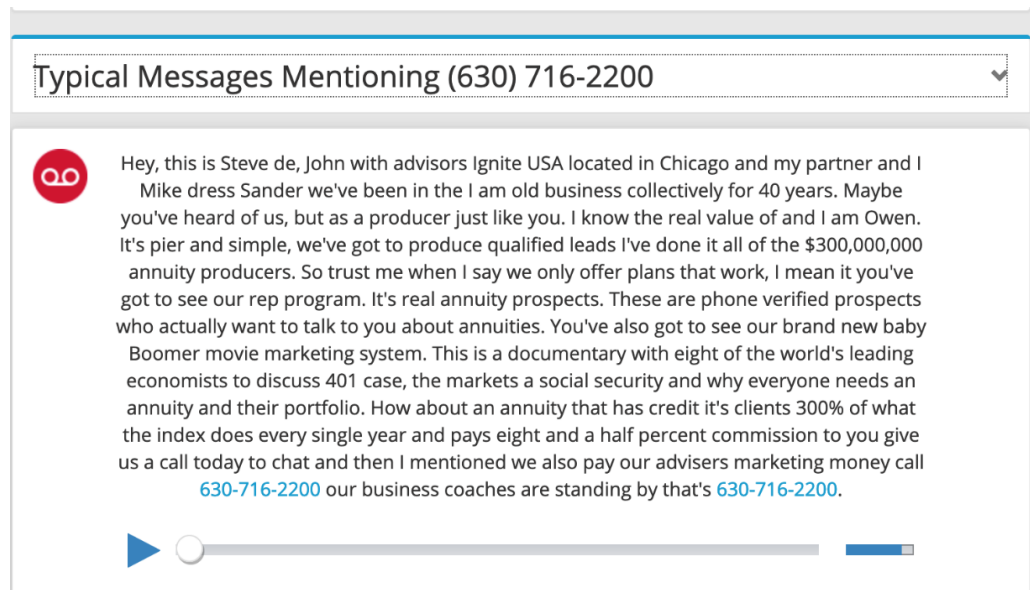 Typical Messages Mentioning (630) 716-2200
Hey, this is Steve de, John with advisors Ignite USA located in Chicago and my partner and I
Mike dress Sander we've been in the I am old business collectively for 40 years. Maybe
you've heard of us, but as a producer just like you. I know the real value of and I am Owen.
It's pier and simple, we've got to produce qualified leads I've done it all of the $300,000,000
annuity producers. So trust me when I say we only offer plans that work, I mean it you've
got to see our rep program. It's real annuity prospects. These are phone verified prospects
who actually want to talk to you about annuities. You've also got to see our brand new baby
Boomer movie marketing system. This is a documentary with eight of the world's leading
economists to discuss 401 case, the markets a social security and why everyone needs an
annuity and their portfolio. How about an annuity that has credit it's clients 300% of what
the index does every single year and pays eight and a half percent commission to you give
us a call today to chat and then I mentioned we also pay our advisers marketing money call
630-716-2200 our business coaches are standing by that's 630-716-2200.